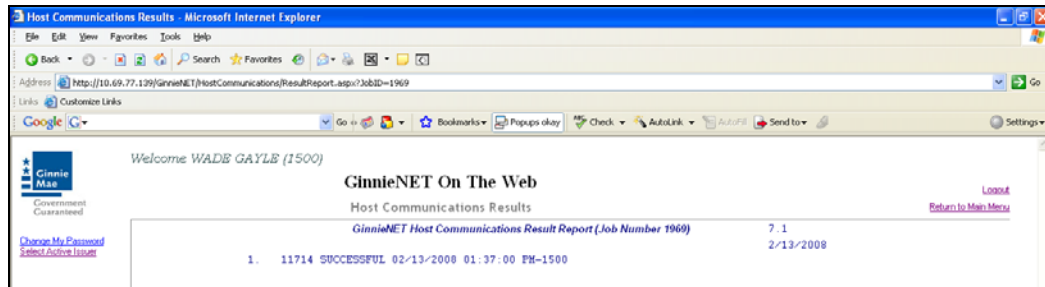 Host Communications Results - Microsoft Internet Explorer
File Edit View Favorites Tools Help
Back Search Favorites
Address http://10.69.77.139/GinnieNET/HostCommunications/ResultReport.aspx?JobID=1969 Go
Links Customize Links
Google G Go Bookmarks Popups okay Check AutoLink AutoFill Send to Settings
Welcome WADE GAYLE (1500)
Ginnie
Mae
Government
Guaranteed
GinnieNET On The Web
Logout
Host Communications Results
Return to Main Menu
Change My Password
Select Active Issuer
GinnieNET Host Communications Result Report (Job Number 1969) 7.1
2/13/2008
1. 11714 SUCCESSFUL 02/13/2008 01:37:00 PM-1500